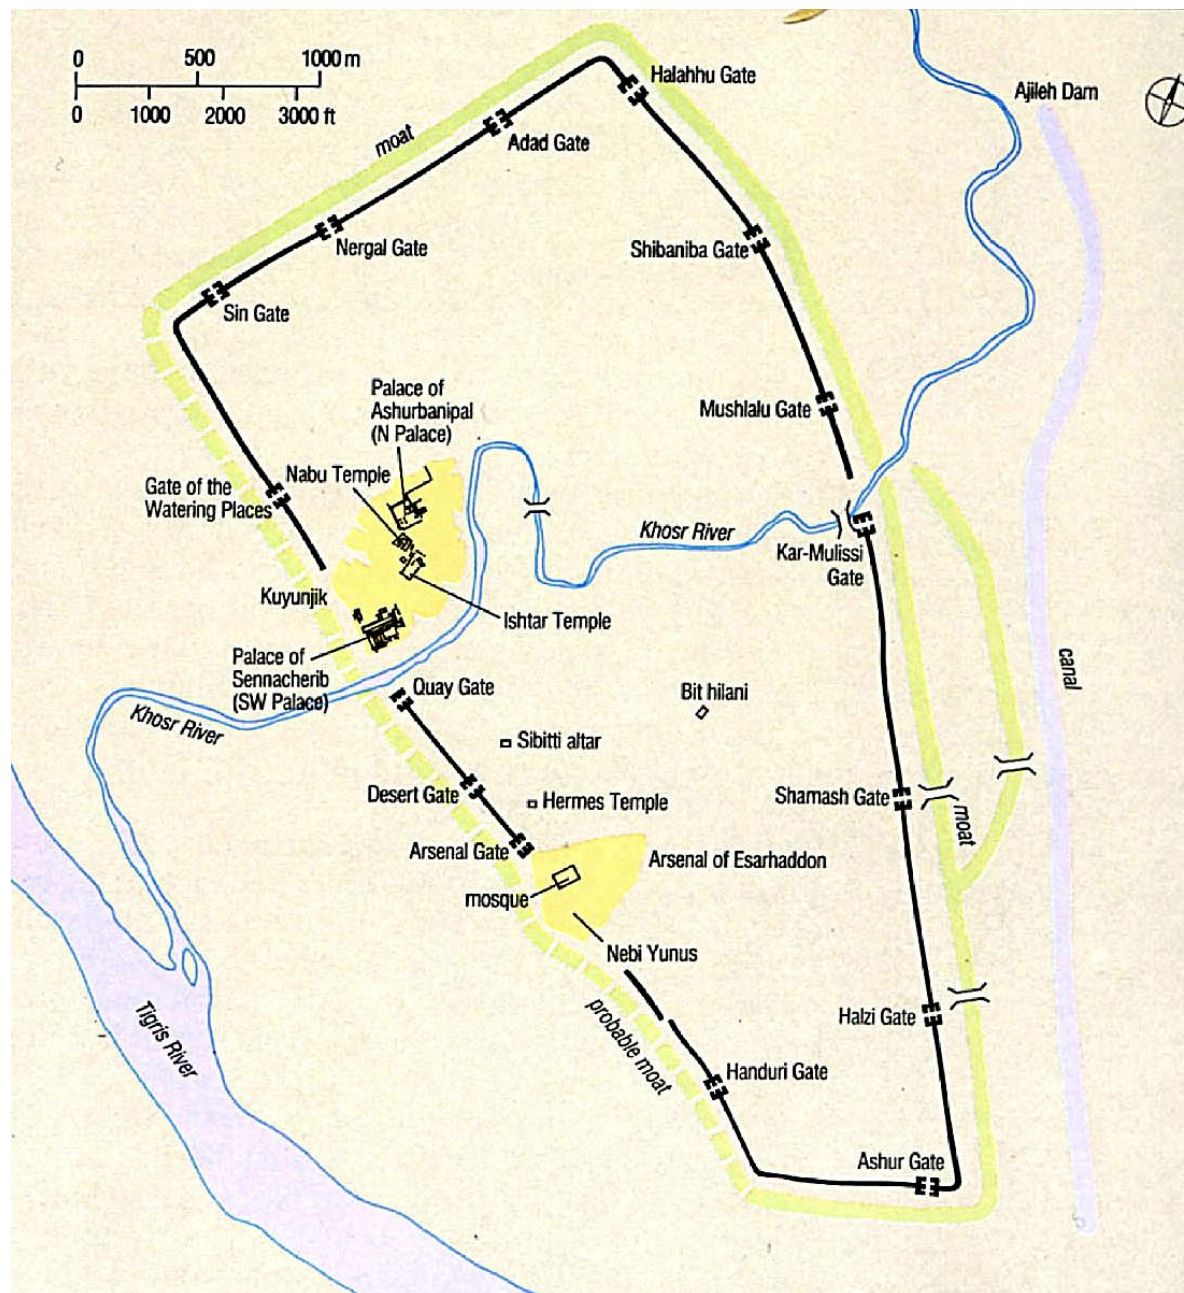 0 500 1000 m
0 1000 2000 3000 ft
Halahhu Gate
Ajileh Dam
moat
Adad Gate
Nergal Gate
Shibaniba Gate
Sin Gate
Palace of
Ashurbanipal
(N Palace)
Mushlalu Gate
Nabu Temple
Gate of the
Watering Places
Khosr River
Kar-Mulissi
Gate
Kuyunjik
Ishtar Temple
Palace of
Sennacherib
(SW Palace)
canal
Quay Gate
Bit hilani
Khosr River
Sibitti altar
Desert Gate
Hermes Temple
Shamash Gate
moat
Arsenal Gate
Arsenal of Esarhaddon
mosque
Nebi Yunus
probable moat
Halzi Gate
Tigris River
Handuri Gate
Ashur Gate